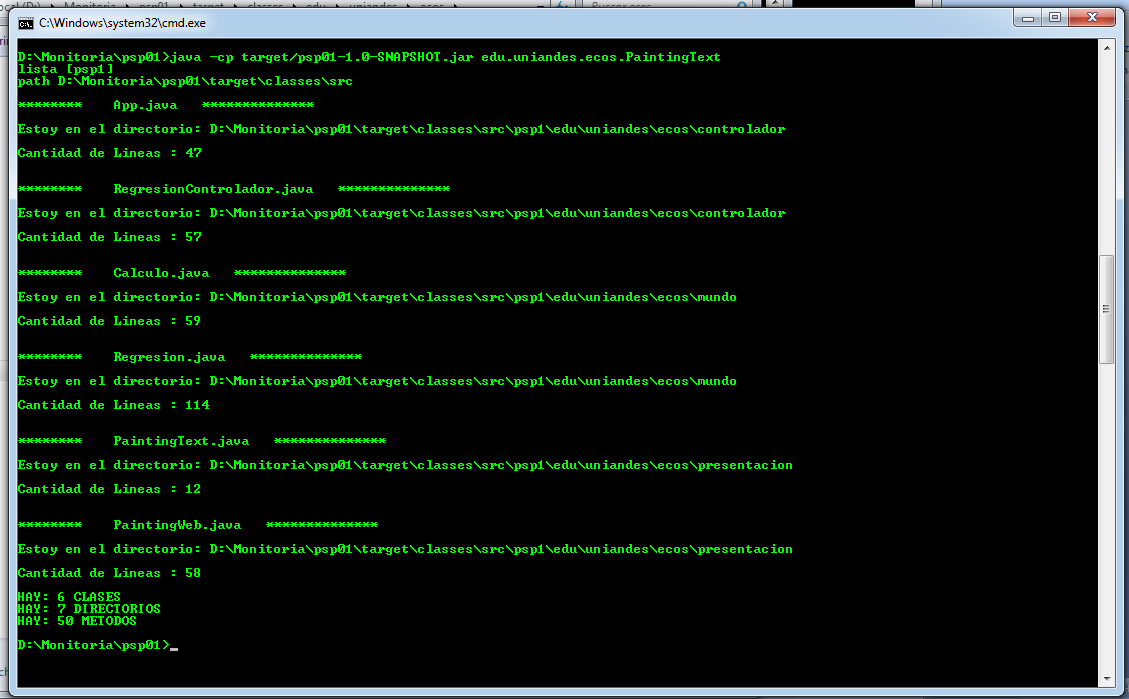 C:\Windows\system32\cmd.exe
D:\Monitoria\psp01>java -cp target/psp01-1.0-SNAPSHOT.jar edu.uniandes.ecos.PaintingText
lista [psp1]
path D:\Monitoria\psp01\target\classes\src
******** App.java **************
Estoy en el directorio: D:\Monitoria\psp01\target\classes\src\psp1\edu\uniandes\ecos\controlador
Cantidad de Lineas : 47
******** RegresionControlador.java **************
Estoy en el directorio: D:\Monitoria\psp01\target\classes\src\psp1\edu\uniandes\ecos\controlador
Cantidad de Lineas : 57
******** Calculo.java **************
Estoy en el directorio: D:\Monitoria\psp01\target\classes\src\psp1\edu\uniandes\ecos\mundo
Cantidad de Lineas : 59
******** Regresion.java **************
Estoy en el directorio: D:\Monitoria\psp01\target\classes\src\psp1\edu\uniandes\ecos\mundo
Cantidad de Lineas : 114
******** PaintingText.java **************
Estoy en el directorio: D:\Monitoria\psp01\target\classes\src\psp1\edu\uniandes\ecos\presentacion
Cantidad de Lineas : 12
******** PaintingWeb.java **************
Estoy en el directorio: D:\Monitoria\psp01\target\classes\src\psp1\edu\uniandes\ecos\presentacion
Cantidad de Lineas : 58
HAY: 6 CLASES
HAY: 7 DIRECTORIOS
HAY: 50 METODOS
D:\Monitoria\psp01>_